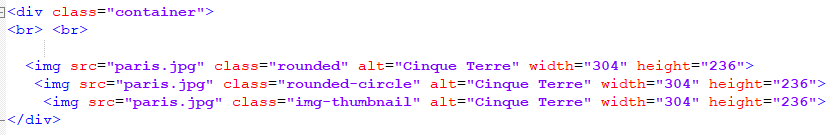 <div class="container">
<br> <br>
<img src="paris.jpg" class="rounded" alt="Cinque Terre" width="304" height="236">
<img src="paris.jpg" class="rounded-circle" alt="Cinque Terre" width="304" height="236">
<img src="paris.jpg" class="img-thumbnail" alt="Cinque Terre" width="304" height="236">
</div>